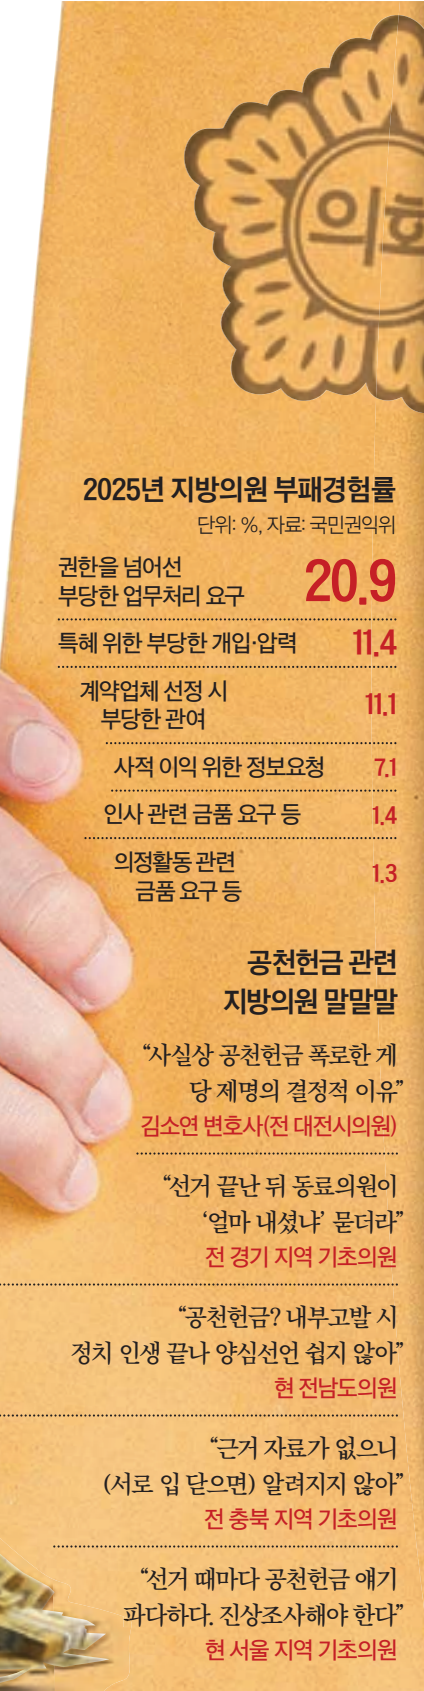 의회
2025년 지방의원 부패경험률
단위: %, 자료: 국민권익위
권한을 넘어선
부당한 업무처리 요구 20.9
특혜 위한 부당한 개입·압력 11.4
계약업체 선정 시
부당한 관여 11.1
사적 이익 위한 정보요청 7.1
인사 관련 금품 요구 등 1.4
의정활동 관련
금품 요구 등 1.3
공천헌금 관련
지방의원 말말말
“사실상 공천헌금 폭로한 게
당 제명의 결정적 이유”
김소연 변호사(전 대전시의원)
“선거 끝난 뒤 동료의원이
‘얼마 내셨냐’ 묻더라”
전 경기 지역 기초의원
“공천헌금? 내부고발 시
정치 인생 끝나 양심선언 쉽지 않아”
현 전남도의원
“근거 자료가 없으니
(서로 입 닫으면) 알려지지 않아”
전 충북 지역 기초의원
“선거 때마다 공천헌금 얘기
파다하다. 진상조사해야 한다”
현 서울 지역 기초의원